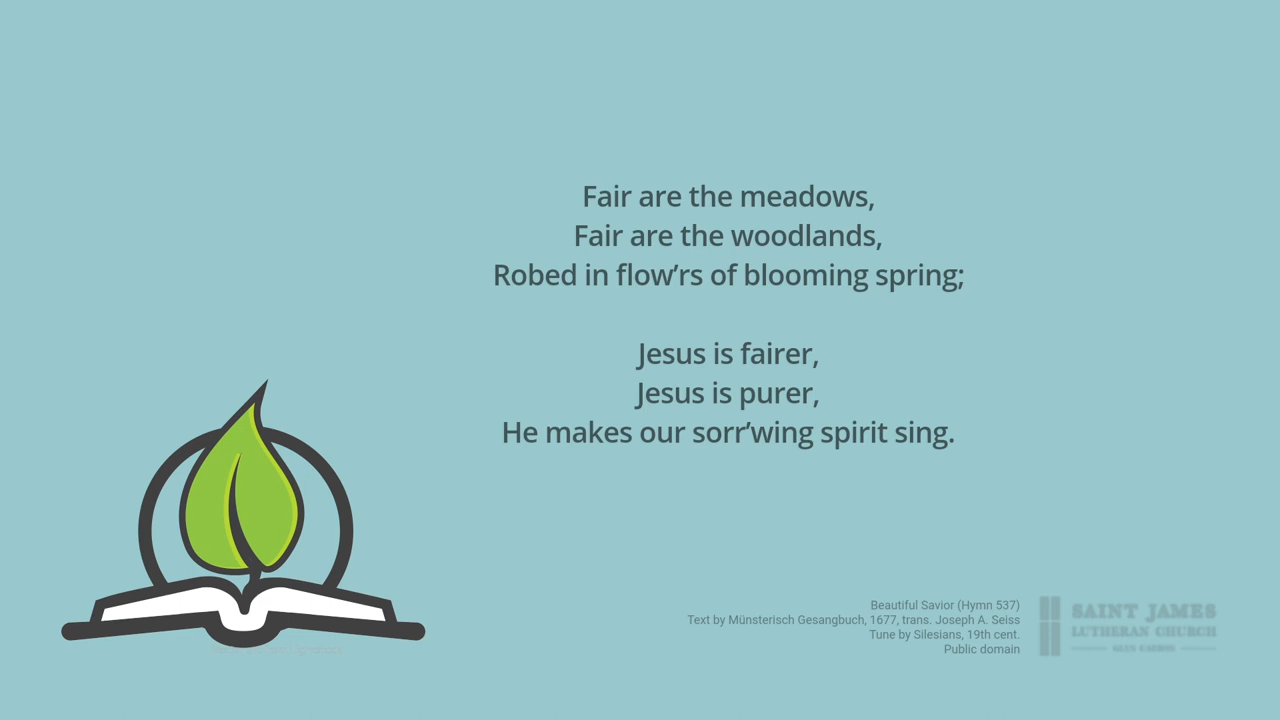 Fair are the meadows,
Fair are the woodlands,
Robed in flow’rs of blooming spring;
Jesus is fairer,
Jesus is purer,
He makes our sorr’wing spirit sing.
Beautiful Savior (Hymn 537)
Text by Münsterisch Gesangbuch, 1677, trans. Joseph A. Seiss
Tune by Silesians, 19th cent.
Public domain
SAINT JAMES
LUTHERAN CHURCH
GLEN CARBON